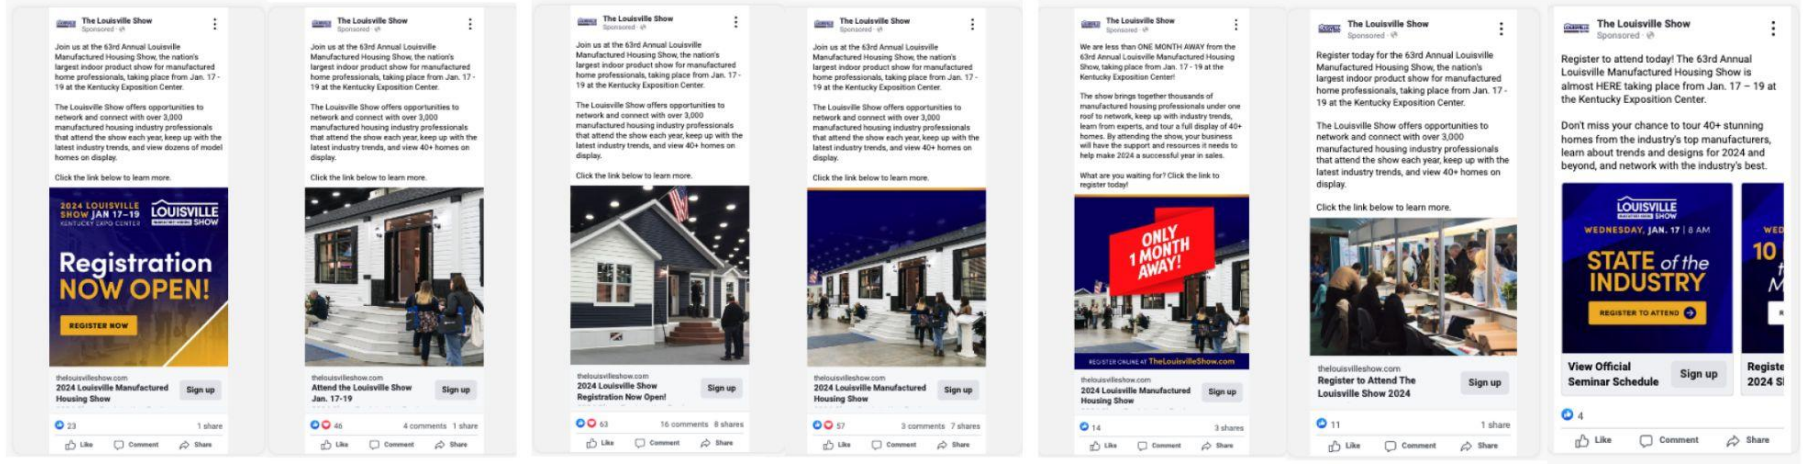 The Louisville Show
Sponsored ·
Join us at the 63rd Annual Louisville
Manufactured Housing Show, the nation's
largest indoor product show for manufactured
home professionals, taking place from Jan. 17 -
19 at the Kentucky Exposition Center.
The Louisville Show offers opportunities to
network and connect with over 3,000
manufactured housing industry professionals
that attend the show each year, keep up with the
latest industry trends, and view dozens of model
homes on display.
Click the link below to learn more.
2024 LOUISVILLE
SHOW JAN 17–19
KENTUCKY EXPO CENTER
LOUISVILLE
SHOW
Registration
NOW OPEN!
REGISTER NOW
thelouisvilleshow.com
2024 Louisville Manufactured
Housing Show
Sign up
23
1 share
Like
Comment
Share
The Louisville Show
Sponsored ·
Join us at the 63rd Annual Louisville
Manufactured Housing Show, the nation's
largest indoor product show for manufactured
home professionals, taking place from Jan. 17 -
19 at the Kentucky Exposition Center.
The Louisville Show offers opportunities to
network and connect with over 3,000
manufactured housing industry professionals
that attend the show each year, keep up with the
latest industry trends, and view 40+ homes on
display.
Click the link below to learn more.
thelouisvilleshow.com
Attend the Louisville Show
Jan. 17-19
Sign up
46
4 comments 1 share
Like
Comment
Share
The Louisville Show
Sponsored ·
Join us at the 63rd Annual Louisville
Manufactured Housing Show, the nation's
largest indoor product show for manufactured
home professionals, taking place from Jan. 17 -
19 at the Kentucky Exposition Center.
The Louisville Show offers opportunities to
network and connect with over 3,000
manufactured housing industry professionals
that attend the show each year, keep up with the
latest industry trends, and view 40+ homes on
display.
Click the link below to learn more.
thelouisvilleshow.com
2024 Louisville Show
Registration Now Open!
Sign up
63
16 comments 8 shares
Like
Comment
Share
The Louisville Show
Sponsored ·
Join us at the 63rd Annual Louisville
Manufactured Housing Show, the nation's
largest indoor product show for manufactured
home professionals, taking place from Jan. 17 -
19 at the Kentucky Exposition Center.
The Louisville Show offers opportunities to
network and connect with over 3,000
manufactured housing industry professionals
that attend the show each year, keep up with the
latest industry trends, and view 40+ homes on
display.
Click the link below to learn more.
thelouisvilleshow.com
2024 Louisville Manufactured
Housing Show
Sign up
57
3 comments 7 shares
Like
Comment
Share
The Louisville Show
Sponsored ·
We are less than ONE MONTH AWAY from the
63rd Annual Louisville Manufactured Housing
Show, taking place from Jan. 17 - 19 at the
Kentucky Exposition Center!
The show brings together thousands of
manufactured housing professionals under one
roof to network, keep up with industry trends,
learn from experts, and tour a full display of 40+
homes. By attending the show, your business
will have the support and resources it needs to
help make 2024 a successful year in sales.
What are you waiting for? Click the link to
register today!
ONLY
1 MONTH
AWAY!
REGISTER ONLINE AT TheLouisvilleShow.com
thelouisvilleshow.com
2024 Louisville Manufactured
Housing Show
Sign up
14
3 shares
Like
Comment
Share
The Louisville Show
Sponsored ·
Register today for the 63rd Annual Louisville
Manufactured Housing Show, the nation's
largest indoor product show for manufactured
home professionals, taking place from Jan. 17 -
19 at the Kentucky Exposition Center.
The Louisville Show offers opportunities to
network and connect with over 3,000
manufactured housing industry professionals
that attend the show each year, keep up with the
latest industry trends, and view 40+ homes on
display.
Click the link below to learn more.
thelouisvilleshow.com
Register to Attend The
Louisville Show 2024
Sign up
11
1 share
Like
Comment
Share
The Louisville Show
Sponsored ·
Register to attend today! The 63rd Annual
Louisville Manufactured Housing Show is
almost HERE taking place from Jan. 17 – 19 at
the Kentucky Exposition Center.
Don't miss your chance to tour 40+ stunning
homes from the industry's top manufacturers,
learn about trends and designs for 2024 and
beyond, and network with the industry's best.
LOUISVILLE
SHOW
WEDNESDAY, JAN. 17 | 8 AM
STATE of the
INDUSTRY
REGISTER TO ATTEND
View Official
Seminar Schedule
Sign up
WED
10
M
Registe
2024 S
4
Like
Comment
Share